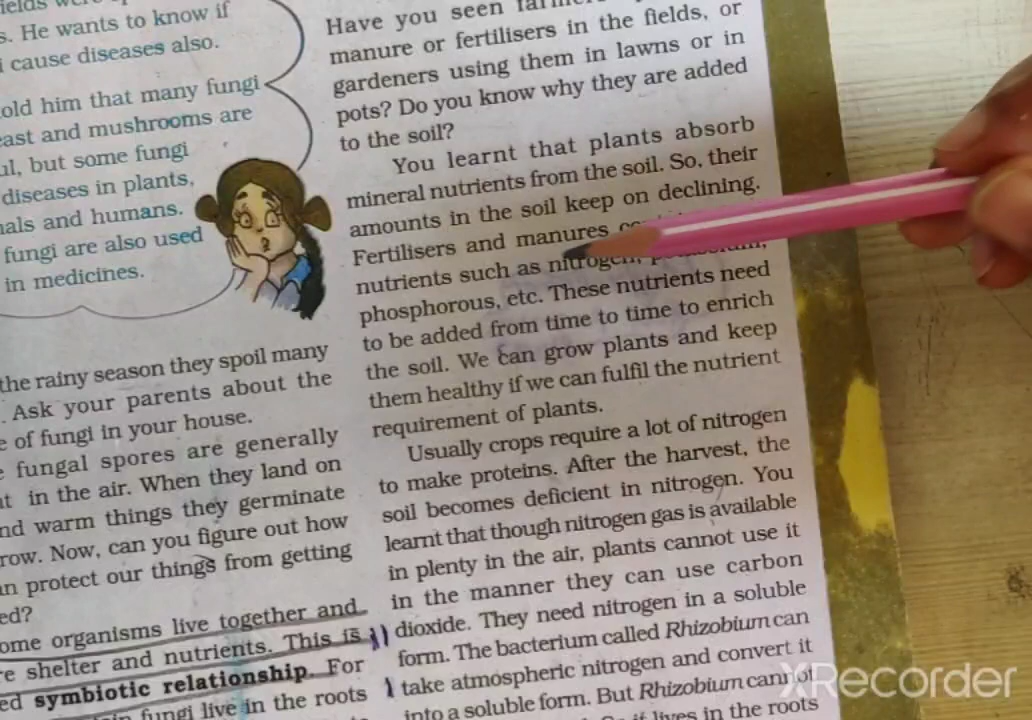 s. He wants to know if
cause diseases also.
old him that many fungi
east and mushrooms are
ul, but some fungi
diseases in plants,
nals and humans.
fungi are also used
in medicines.
the rainy season they spoil many
. Ask your parents about the
e of fungi in your house.
fungal spores are generally
in the air. When they land on
nd warm things they germinate
row. Now, can you figure out how
an protect our things from getting
ed?
ome organisms live together and
re shelter and nutrients. This is
ed symbiotic relationship. For
fungi live in the roots
Have you seen
manure or fertilisers in the fields, or
gardeners using them in lawns or in
pots? Do you know why they are added
to the soil?
You learnt that plants absorb
mineral nutrients from the soil. So, their
amounts in the soil keep on declining.
Fertilisers and manures
nutrients such as nitrogen,
phosphorous, etc. These nutrients need
to be added from time to time to enrich
the soil. We can grow plants and keep
them healthy if we can fulfil the nutrient
requirement of plants.
Usually crops require a lot of nitrogen
to make proteins. After the harvest, the
soil becomes deficient in nitrogen. You
learnt that though nitrogen gas is available
in plenty in the air, plants cannot use it
in the manner they can use carbon
dioxide. They need nitrogen in a soluble
form. The bacterium called Rhizobium can
take atmospheric nitrogen and convert it
into a soluble form. But Rhizobium cannot
lives in the roots
XRecorder